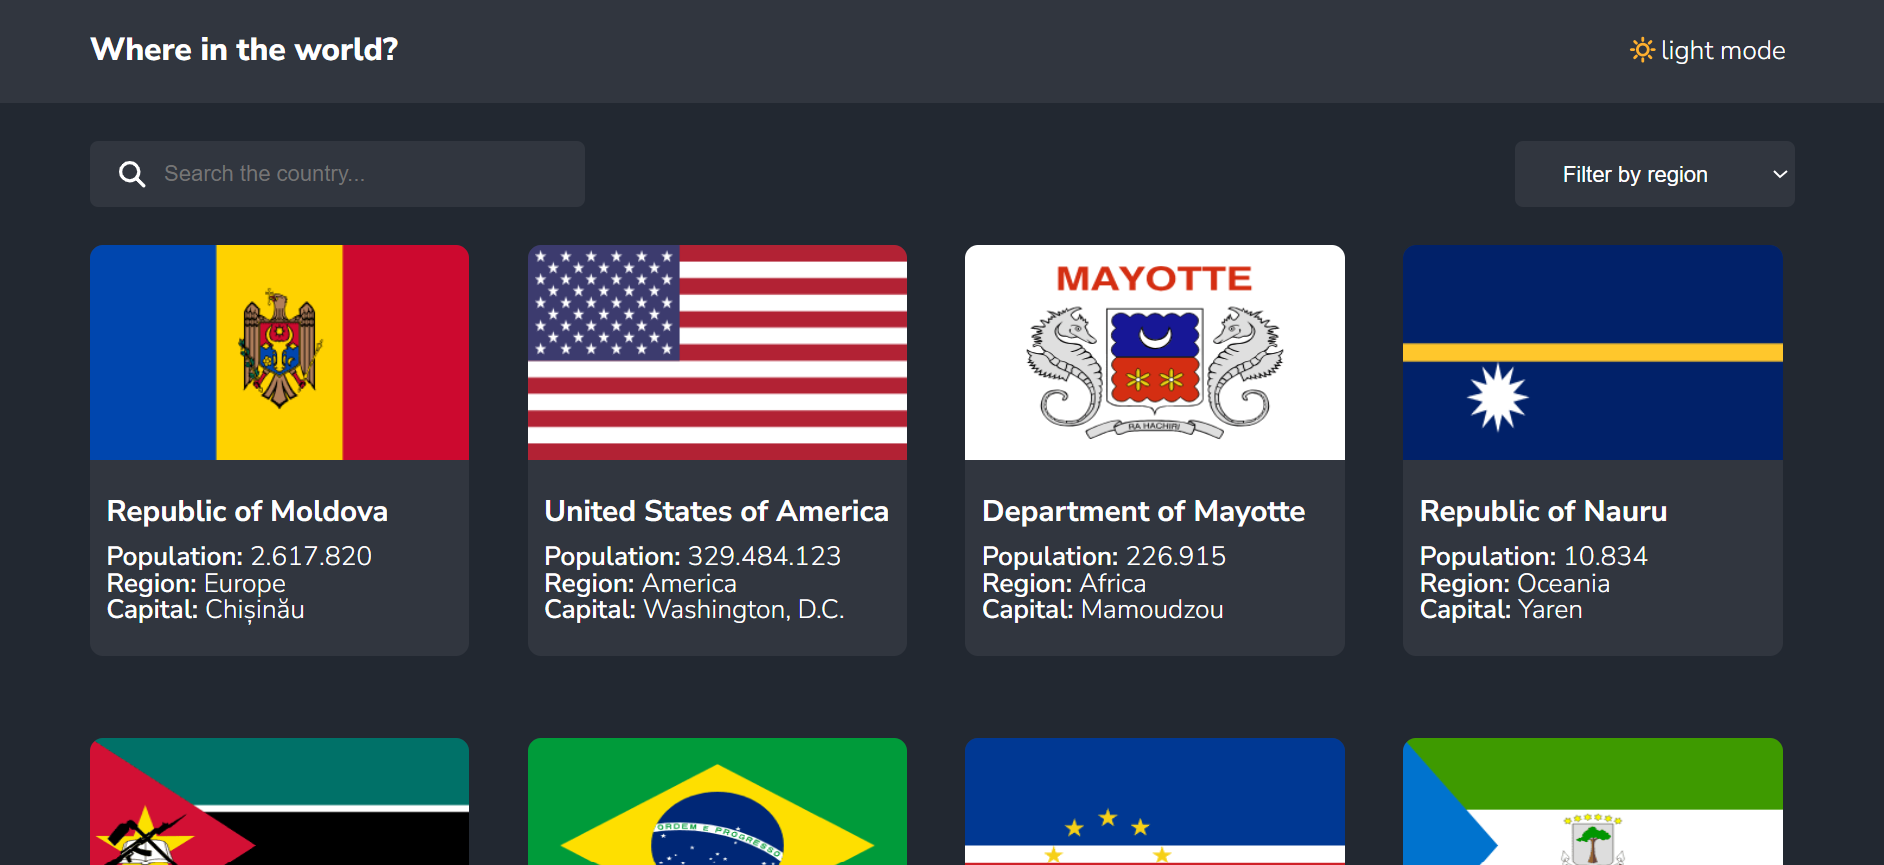 Where in the world?
light mode
Search the country...
Filter by region
MAYOTTE
RA HACHIRI
Republic of Moldova
Population: 2.617.820
Region: Europe
Capital: Chișinău
United States of America
Population: 329.484.123
Region: America
Capital: Washington, D.C.
Department of Mayotte
Population: 226.915
Region: Africa
Capital: Mamoudzou
Republic of Nauru
Population: 10.834
Region: Oceania
Capital: Yaren
ORDEM E PROGRESSO